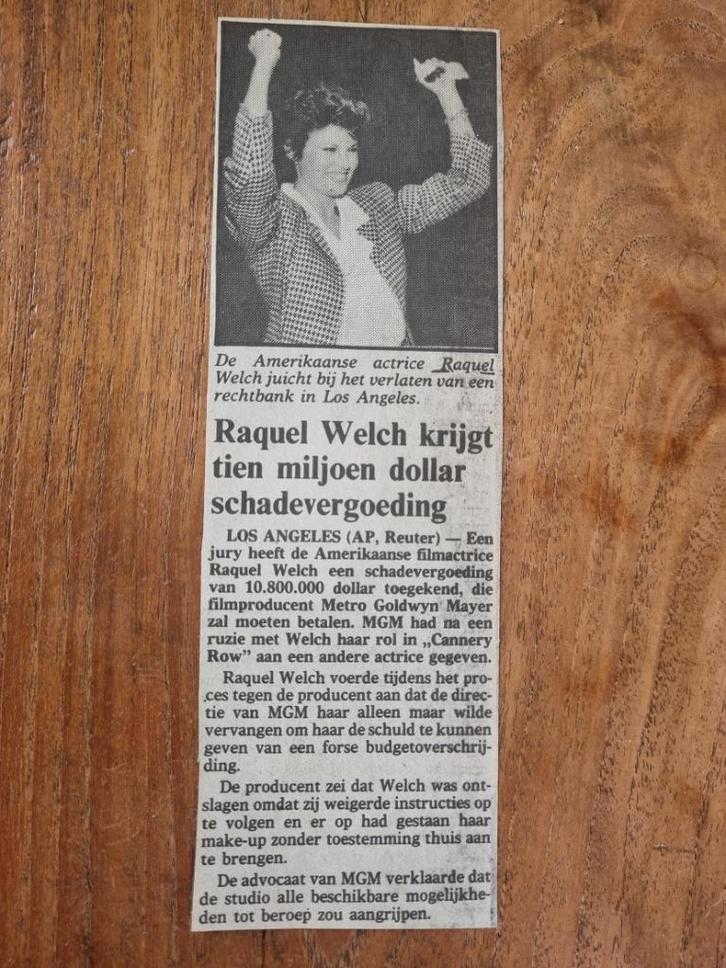 De Amerikaanse actrice Raquel
Welch juicht bij het verlaten van een
rechtbank in Los Angeles.
Raquel Welch krijgt
tien miljoen dollar
schadevergoeding
LOS ANGELES (AP, Reuter) — Een
jury heeft de Amerikaanse filmactrice
Raquel Welch een schadevergoeding
van 10.800.000 dollar toegekend, die
filmproducent Metro Goldwyn Mayer
zal moeten betalen. MGM had na een
ruzie met Welch haar rol in „Cannery
Row” aan een andere actrice gegeven.
Raquel Welch voerde tijdens het pro-
ces tegen de producent aan dat de direc-
tie van MGM haar alleen maar wilde
vervangen om haar de schuld te kunnen
geven van een forse budgetoverschrij-
ding.
De producent zei dat Welch was ont-
slagen omdat zij weigerde instructies op
te volgen en er op had gestaan haar
make-up zonder toestemming thuis aan
te brengen.
De advocaat van MGM verklaarde dat
de studio alle beschikbare mogelijkhe-
den tot beroep zou aangrijpen.